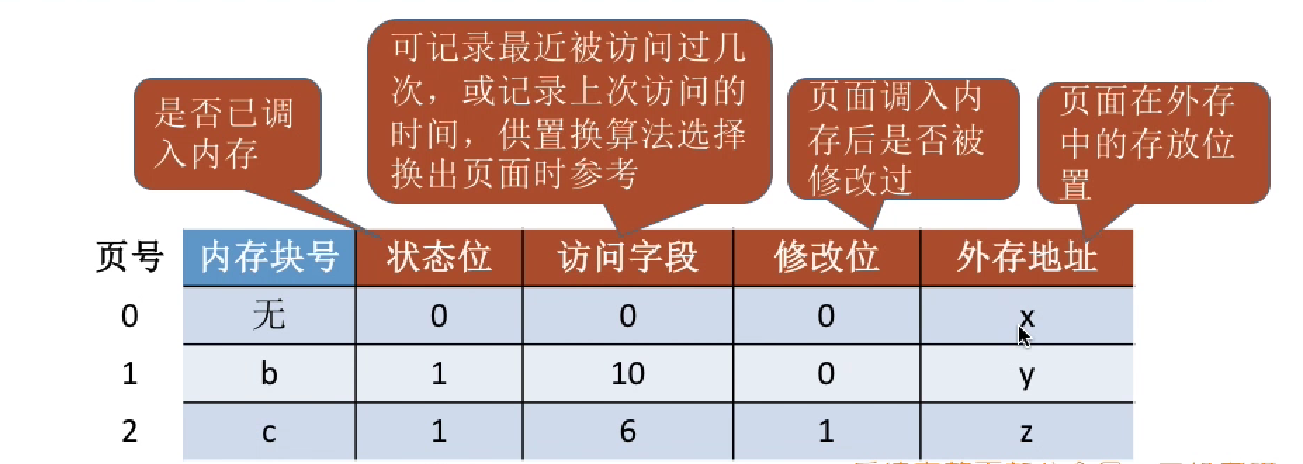 是否已调
入内存
可记录最近被访问过几
次，或记录上次访问的
时间，供置换算法选择
换出页面时参考
页面调入内
存后是否被
修改过
页面在外存
中的存放位
置
页号 内存块号 状态位 访问字段 修改位 外存地址
0 无 0 0 0 x
1 b 1 10 0 y
2 c 1 6 1 z